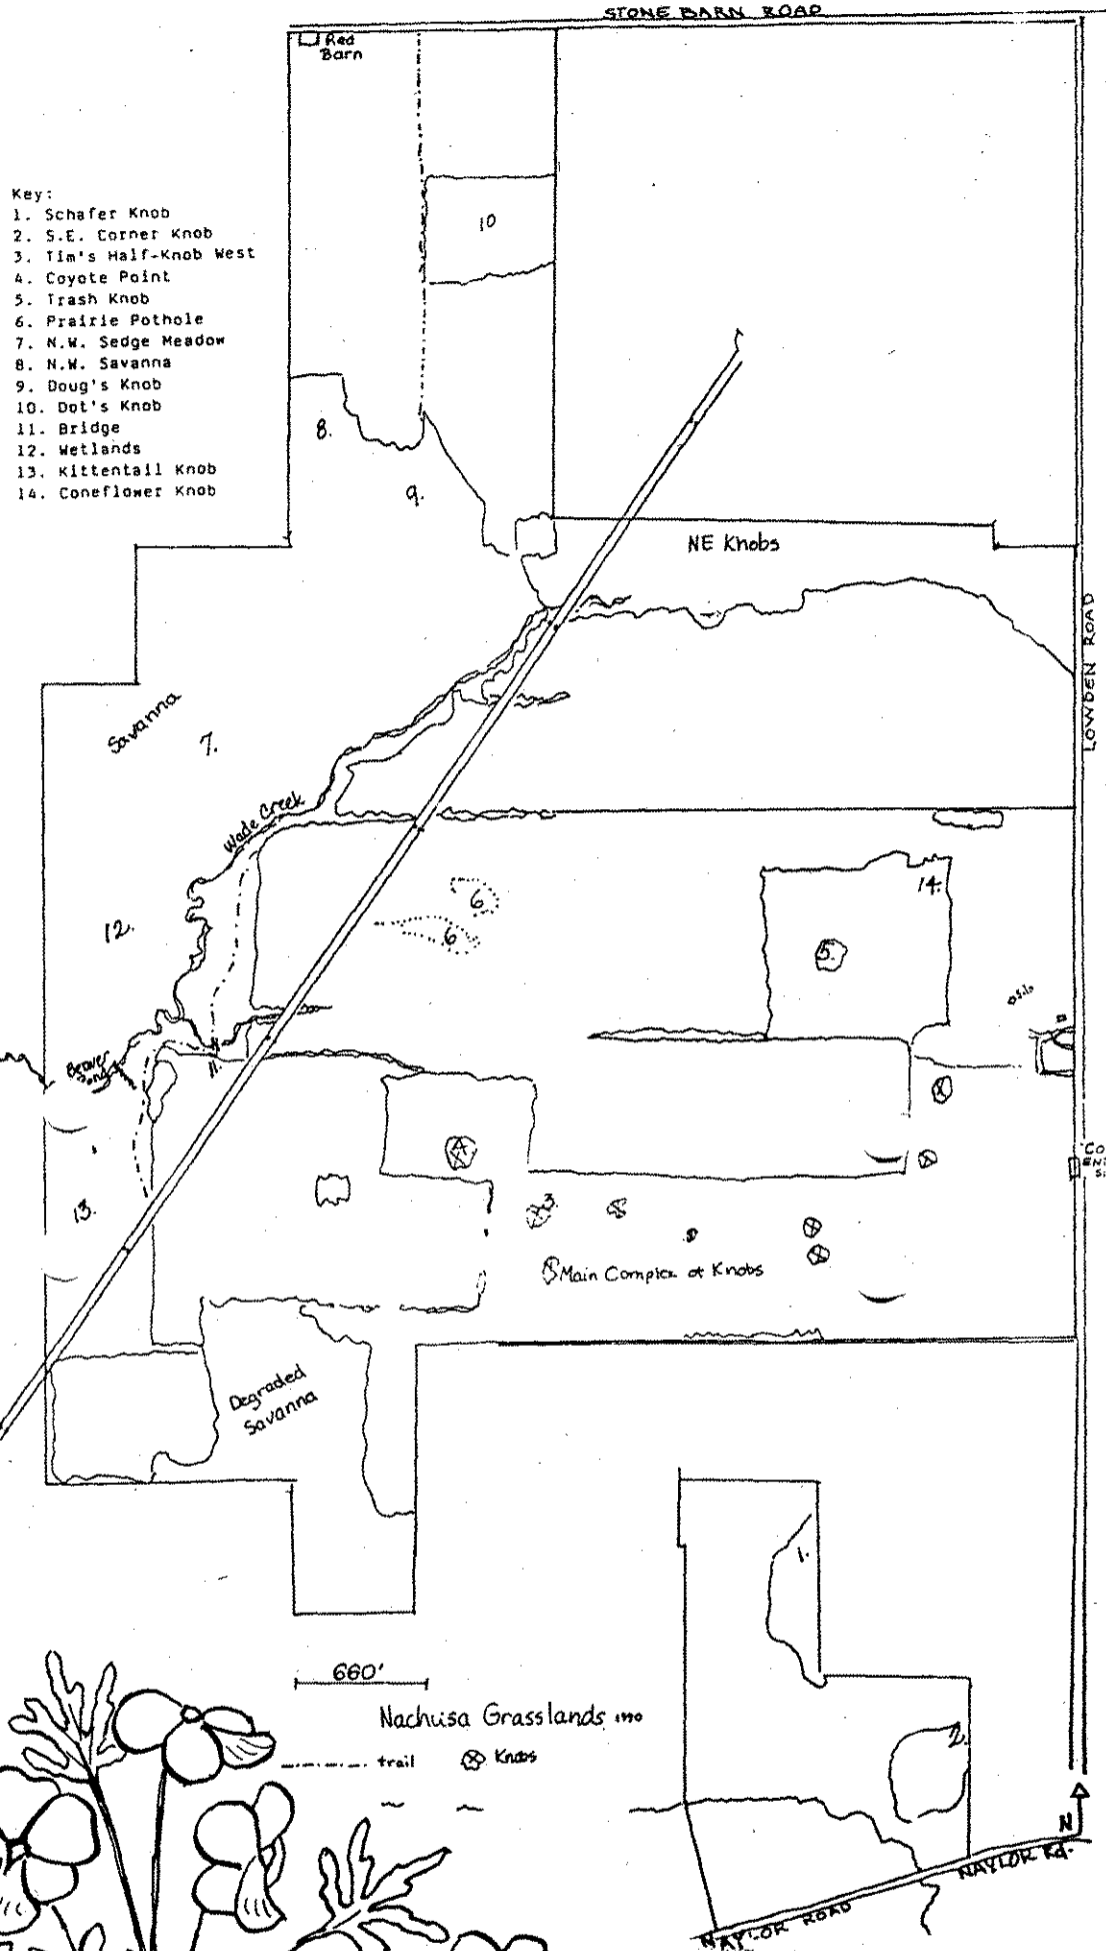 STONE BARN ROAD
Red
Barn
Key:
1. Schafer Knob
2. S.E. Corner Knob
3. Tim's Half-Knob West
4. Coyote Point
5. Trash Knob
6. Prairie Pothole
7. N.W. Sedge Meadow
8. N.W. Savanna
9. Doug's Knob
10. Dot's Knob
11. Bridge
12. Wetlands
13. Kittentail Knob
14. Coneflower Knob
10
8.
9.
NE Knobs
LOWDEN ROAD
Savanna
7.
Wade Creek
14.
6
12.
6
5.
Beaver
Pond
11.
4
13.
3.
Main Complex of Knobs
Degraded
Savanna
1.
660'
Nachusa Grasslands 1990
trail
Knobs
2.
N
NAYLOR Rd.
NAYLOR ROAD